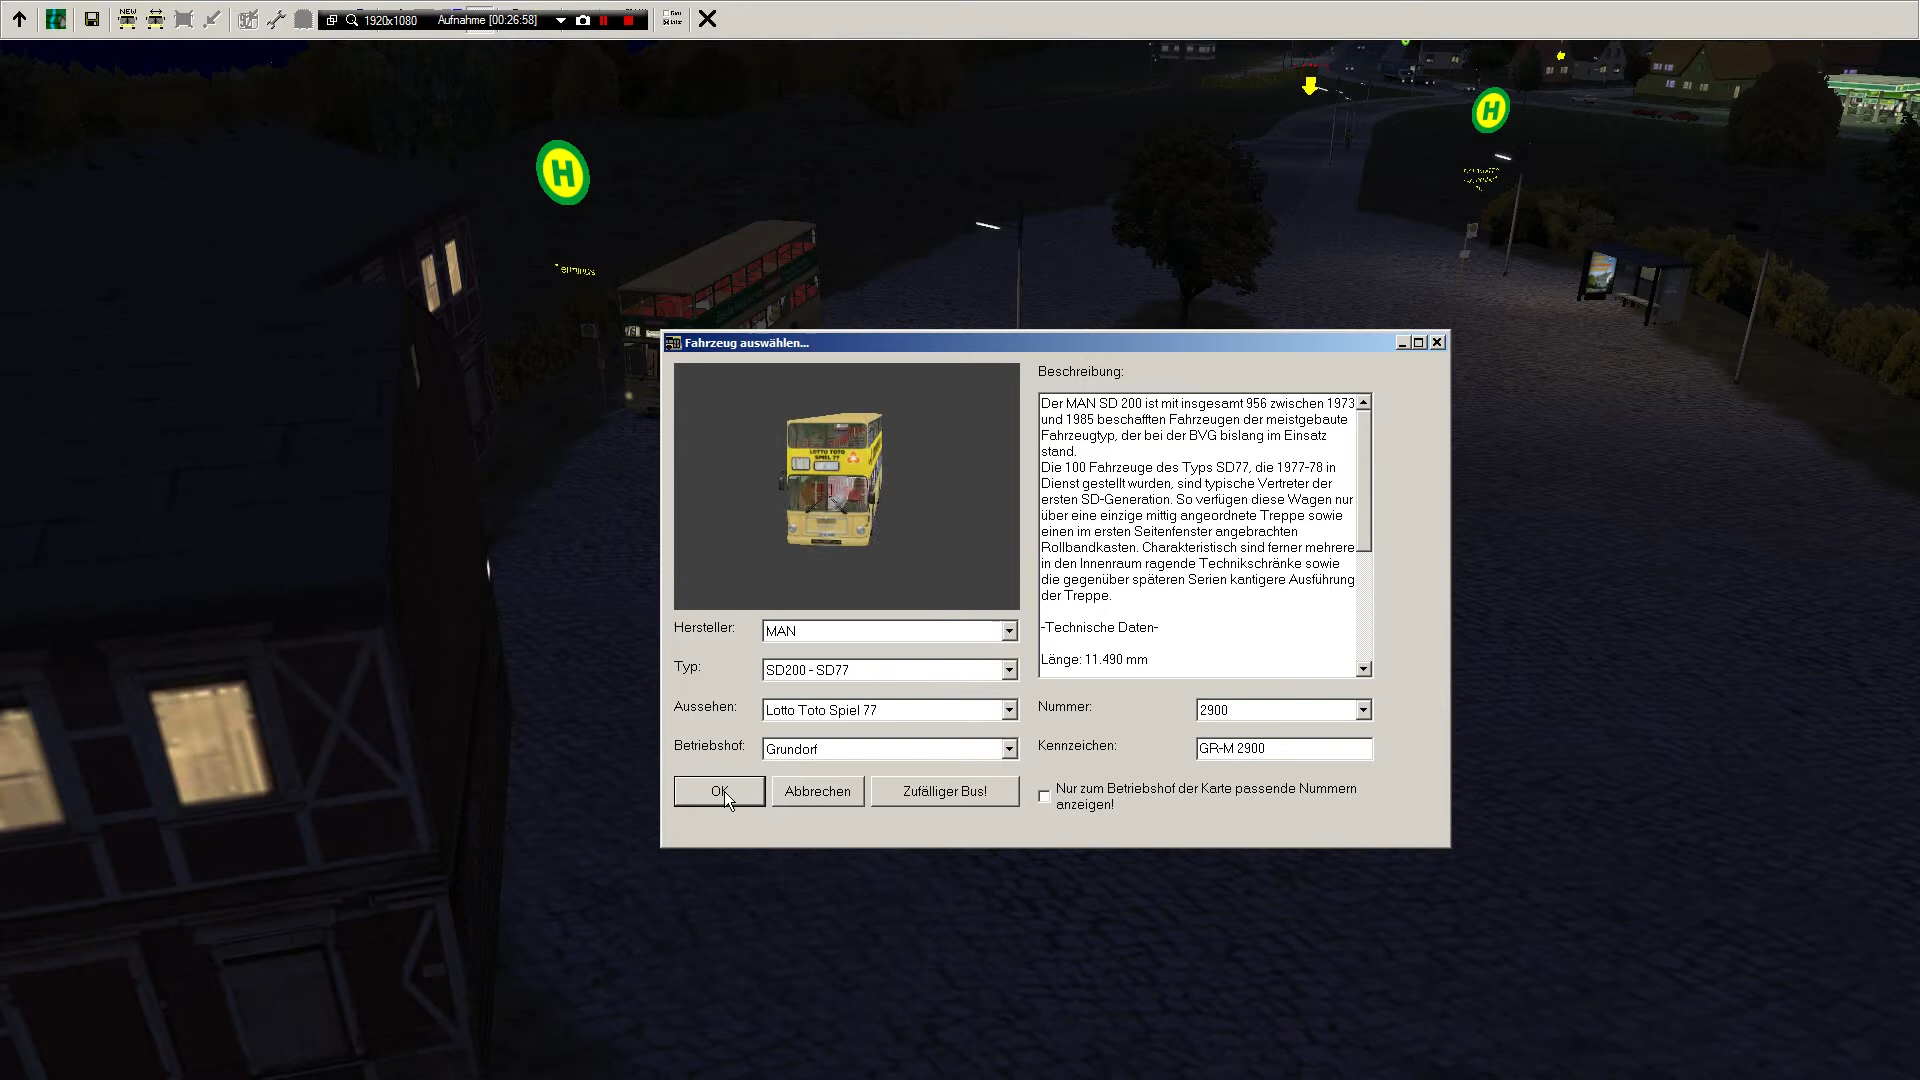 NEW
1920x1080
Aufnahme [00:26:58]
H
H
Fahrzeug auswählen...
LOTTO TOTO
SPIEL 77
Beschreibung:
Der MAN SD 200 ist mit insgesamt 956 zwischen 1973
und 1985 beschafften Fahrzeugen der meistgebaute
Fahrzeugtyp, der bei der BVG bislang im Einsatz
stand.
Die 100 Fahrzeuge des Typs SD77, die 1977-78 in
Dienst gestellt wurden, sind typische Vertreter der
ersten SD-Generation. So verfügen diese Wagen nur
über eine einzige mittig angeordnete Treppe sowie
einen im ersten Seitenfenster angebrachten
Rollbandkasten. Charakteristisch sind ferner mehrere
in den Innenraum ragende Technikschränke sowie
die gegenüber späteren Serien kantigere Ausführung
der Treppe.
-Technische Daten-
Länge: 11.490 mm
Hersteller:
MAN
Typ:
SD200 - SD77
Aussehen:
Lotto Toto Spiel 77
Betriebshof:
Grundorf
Nummer:
2900
Kennzeichen:
GR-M 2900
OK
Abbrechen
Zufälliger Bus!
Nur zum Betriebshof der Karte passende Nummern
anzeigen!